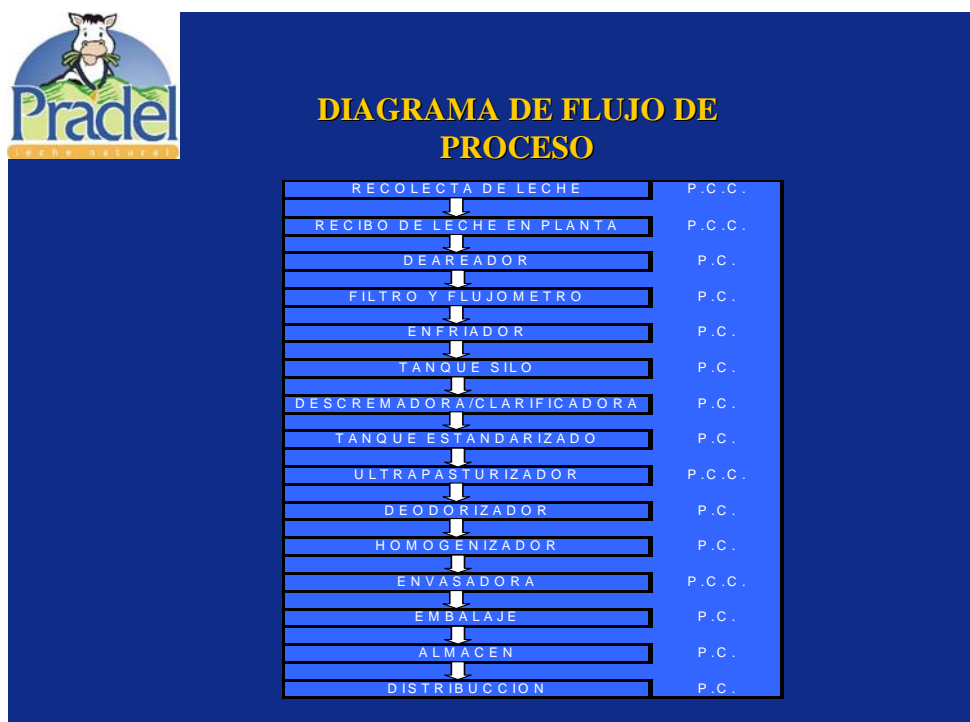 Pradel
leche natural
DIAGRAMA DE FLUJO DE
PROCESO
RECOLECTA DE LECHE P.C.C.
RECIBO DE LECHE EN PLANTA P.C.C.
DEAREADOR P.C.
FILTRO Y FLUJOMETRO P.C.
ENFRIADOR P.C.
TANQUE SILO P.C.
DESCREMADORA/CLARIFICADORA P.C.
TANQUE ESTANDARIZADO P.C.
ULTRAPASTURIZADOR P.C.C.
DEODORIZADOR P.C.
HOMOGENIZADOR P.C.
ENVASADORA P.C.C.
EMBALAJE P.C.
ALMACEN P.C.
DISTRIBUCCION P.C.